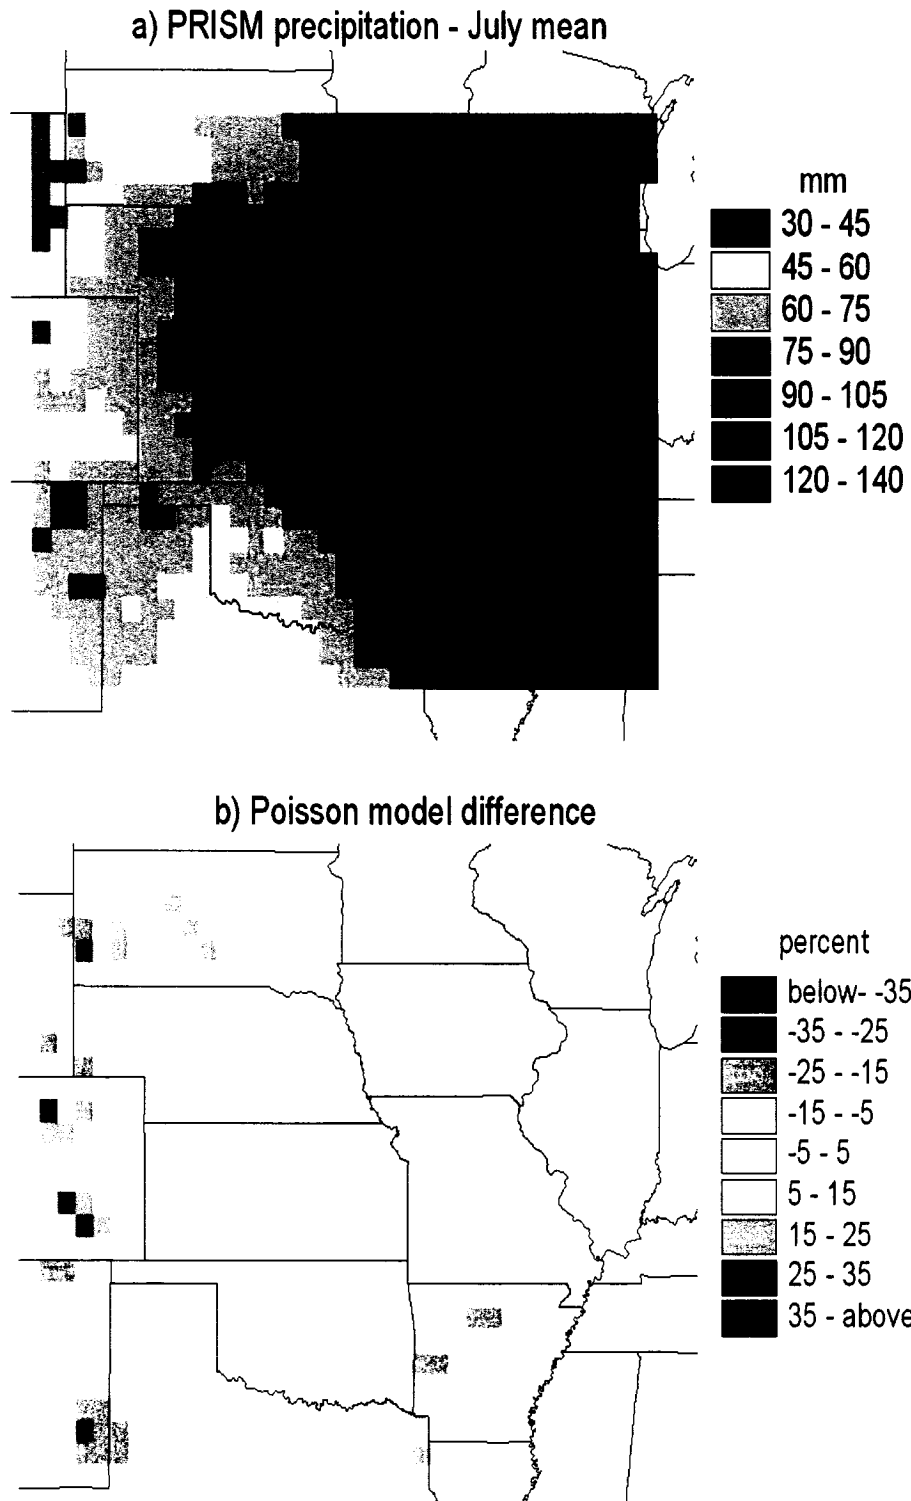 a) PRISM precipitation - July mean
mm
30 - 45
45 - 60
60 - 75
75 - 90
90 - 105
105 - 120
120 - 140
b) Poisson model difference
percent
below- -35
-35 - -25
-25 - -15
-15 - -5
-5 - 5
5 - 15
15 - 25
25 - 35
35 - above